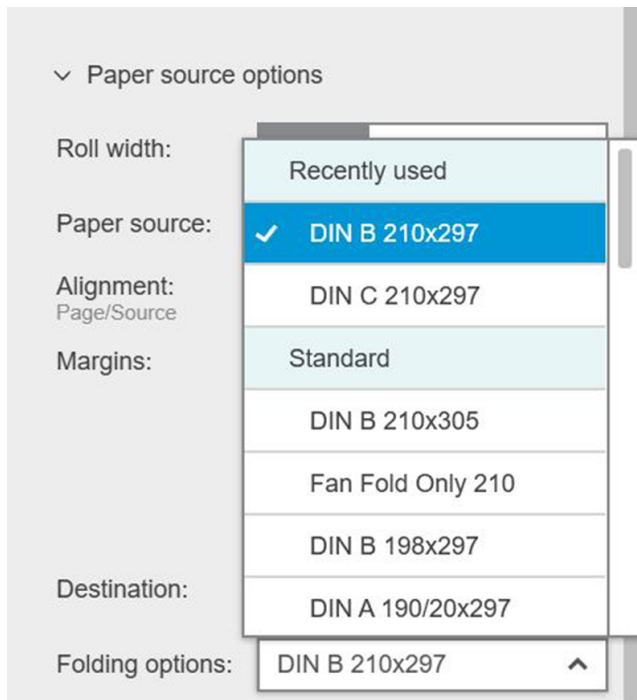 Paper source options
Roll width:
Recently used
Paper source:
DIN B 210x297
Alignment:
Page/Source
DIN C 210x297
Margins:
Standard
DIN B 210x305
Fan Fold Only 210
DIN B 198x297
Destination:
DIN A 190/20x297
Folding options:
DIN B 210x297